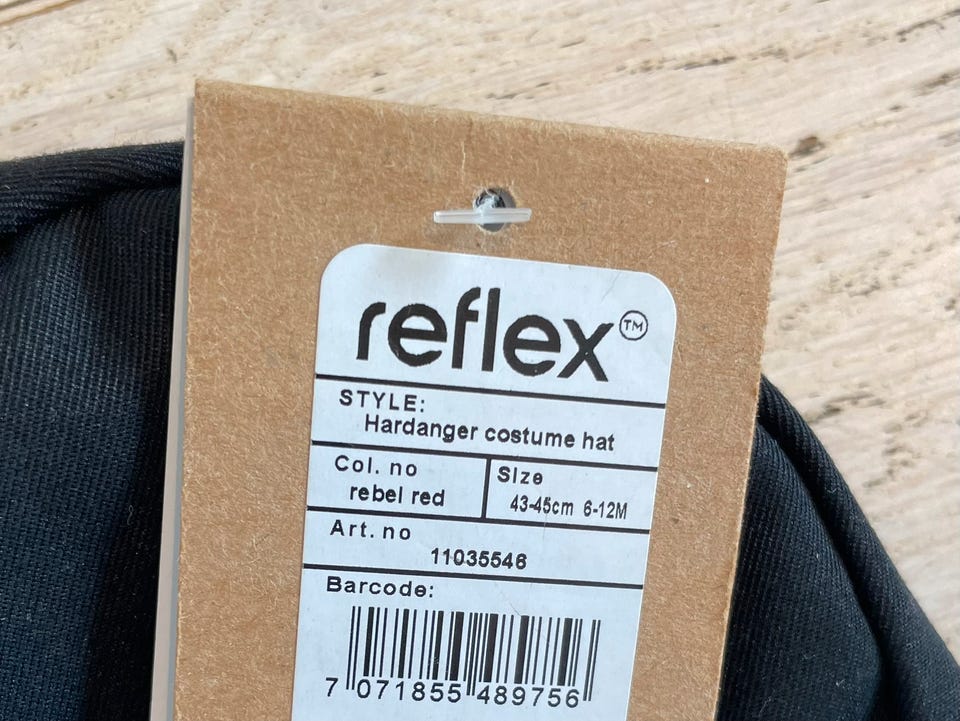 reflex™
STYLE:
Hardanger costume hat
Col. no
rebel red
Size
43-45cm 6-12M
Art. no
11035546
Barcode:
7 071855 489756